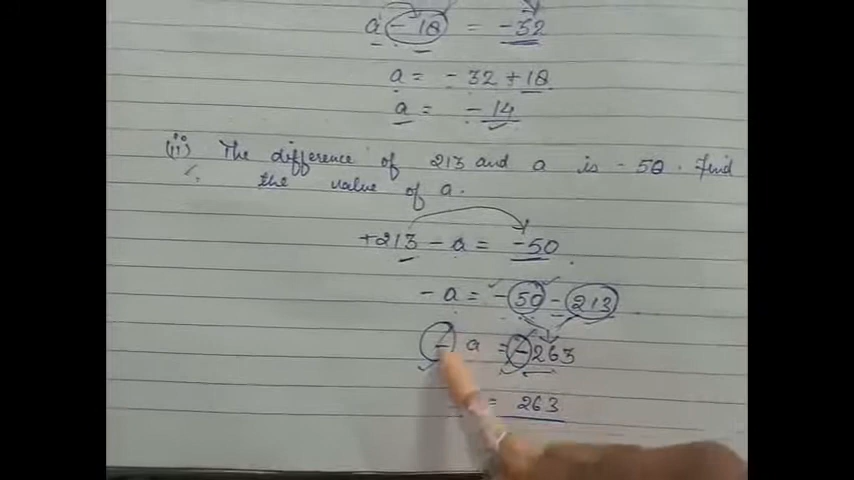 a - 18 = -32
a = - 32 + 18
a = - 14
(ii) The difference of 213 and a is - 50. Find
the value of a.
+213 - a = -50
- a = - 50 - 213
- a = - 263
= 263